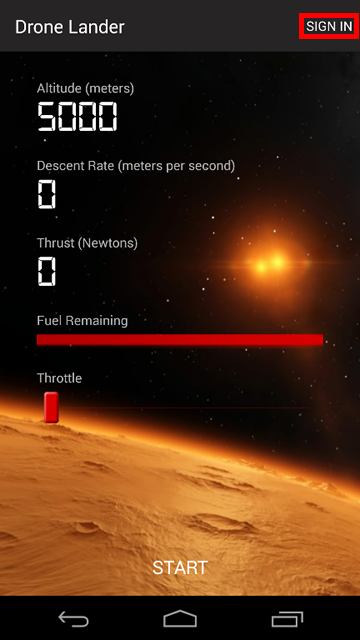 Drone Lander
SIGN IN
Altitude (meters)
5000
Descent Rate (meters per second)
0
Thrust (Newtons)
0
Fuel Remaining
Throttle
START